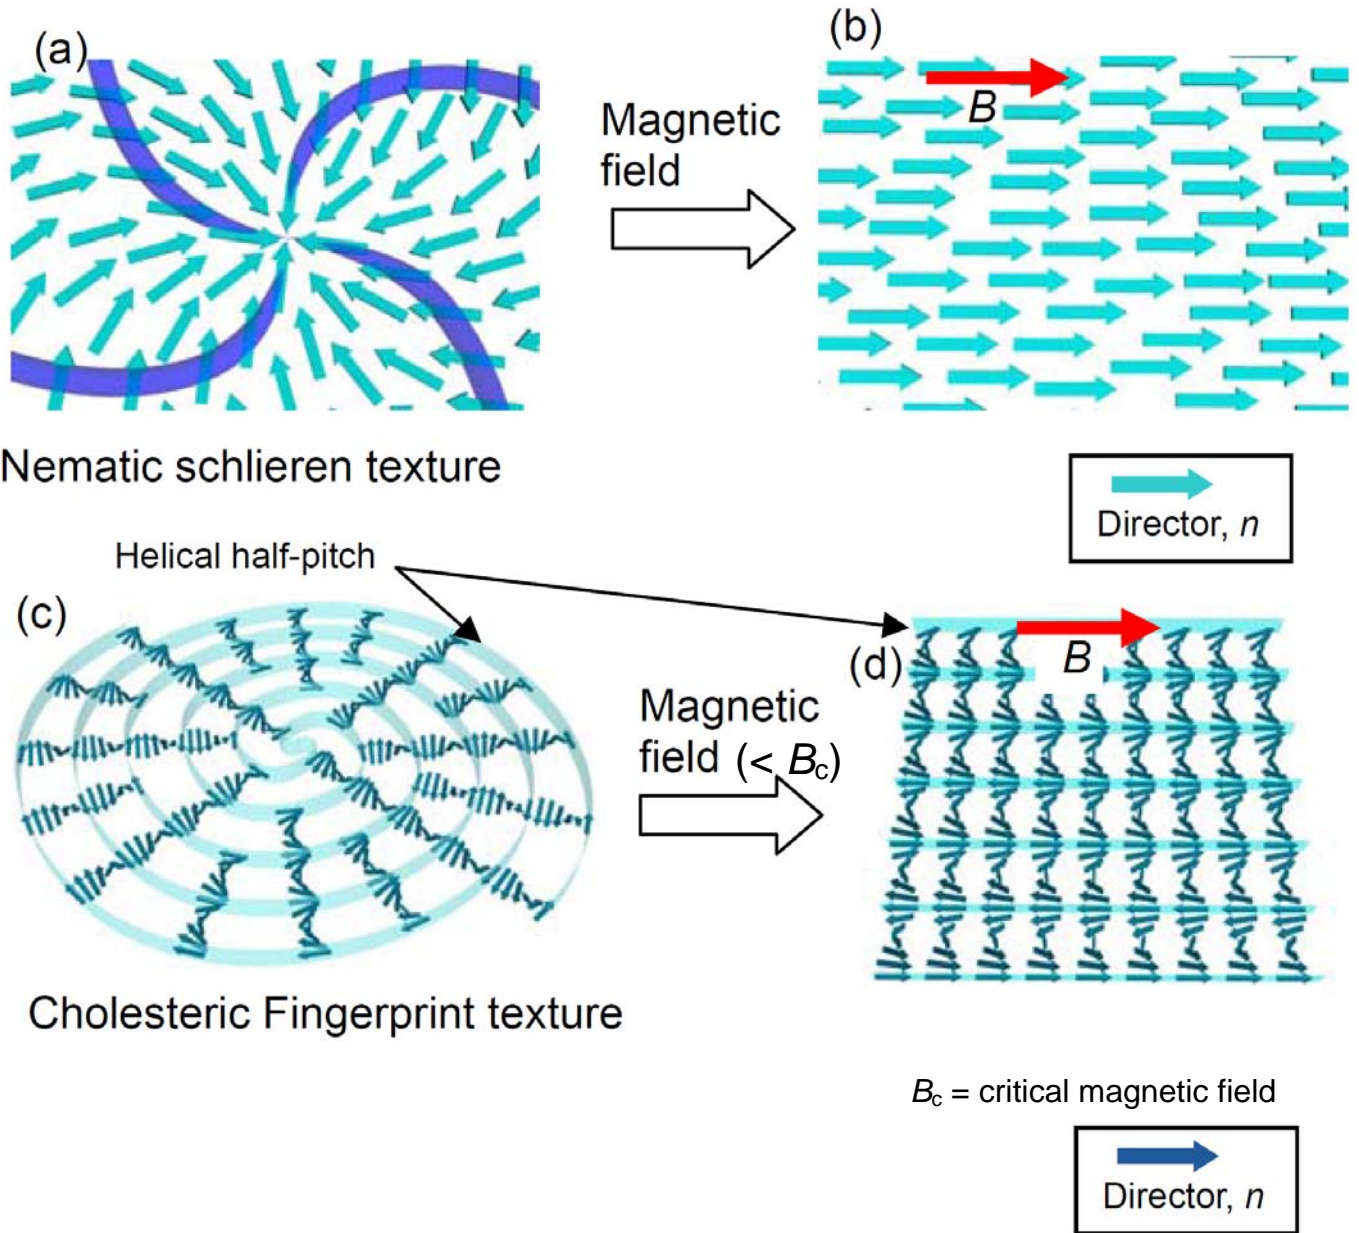 (a)
(b)
B
Magnetic
field
Nematic schlieren texture
Director, n
Helical half-pitch
(c)
(d)
B
Magnetic
field (< Bc)
Cholesteric Fingerprint texture
Bc = critical magnetic field
Director, n